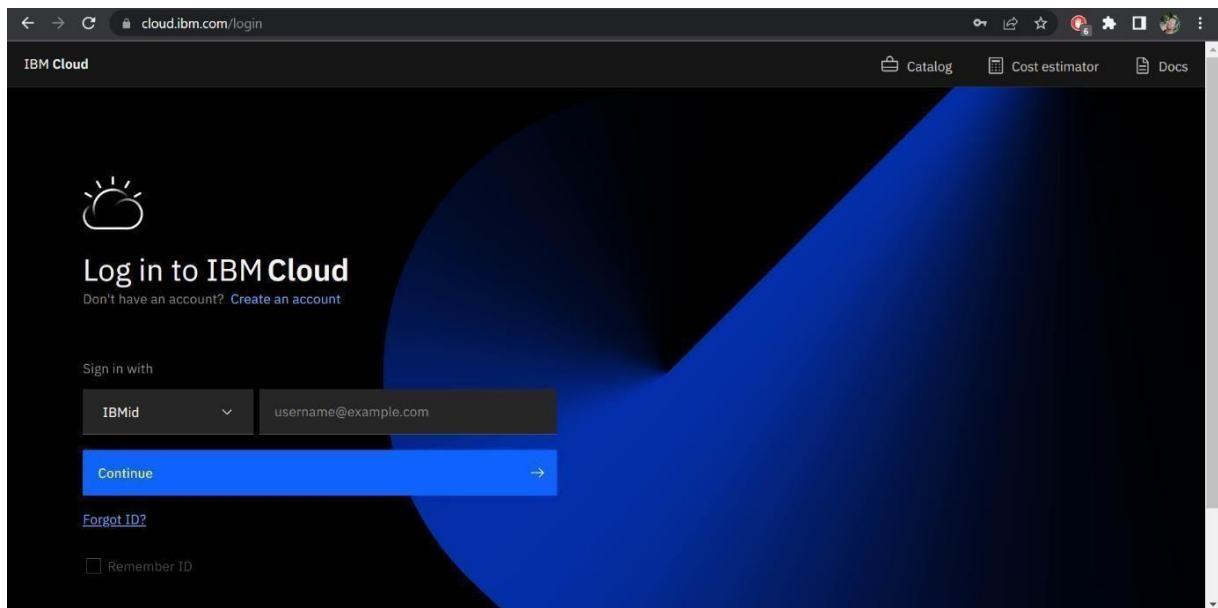 cloud.ibm.com/login
6
IBM Cloud
Catalog
Cost estimator
Docs
Log in to IBM Cloud
Don't have an account? Create an account
Sign in with
IBMid
username@example.com
Continue
Forgot ID?
Remember ID